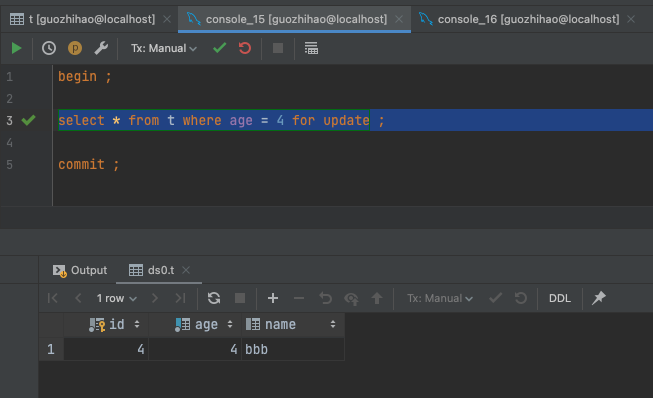 t [guozhihao@localhost] console_15 [guozhihao@localhost] console_16 [guozhihao@localhost]
p Tx: Manual
1 begin ;
2
3 select * from t where age = 4 for update ;
4
5 commit ;
Output ds0.t
1 row Tx: Manual DDL
id age name
1 4 4 bbb